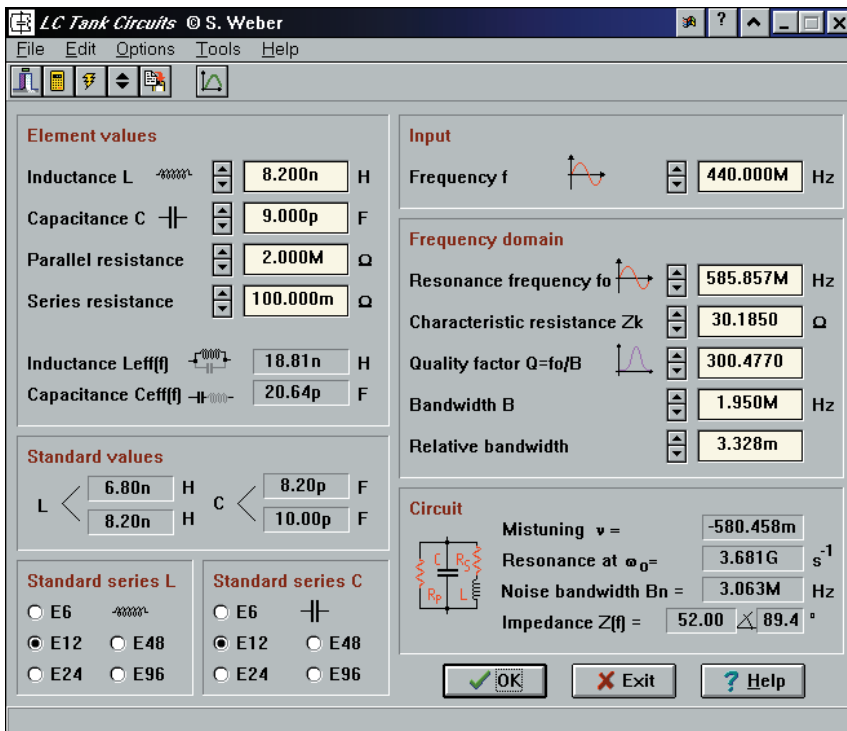 LC Tank Circuits © S. Weber
File Edit Options Tools Help
Element values
Inductance L 8.200n H
Capacitance C 9.000p F
Parallel resistance 2.000M Ω
Series resistance 100.000m Ω
Inductance Leff(f) 18.81n H
Capacitance Ceff(f) 20.64p F
Standard values
L 6.80n H
8.20n H
C 8.20p F
10.00p F
Standard series L
E6
E12 E48
E24 E96
Standard series C
E6
E12 E48
E24 E96
Input
Frequency f 440.000M Hz
Frequency domain
Resonance frequency fo 585.857M Hz
Characteristic resistance Zk 30.1850 Ω
Quality factor Q=fo/B 300.4770
Bandwidth B 1.950M Hz
Relative bandwidth 3.328m
Circuit
C Rs
Rp L
Mistuning ν = -580.458m
Resonance at ω0= 3.681G s-1
Noise bandwidth Bn = 3.063M Hz
Impedance Z(f) = 52.00 89.4 °
OK Exit ? Help